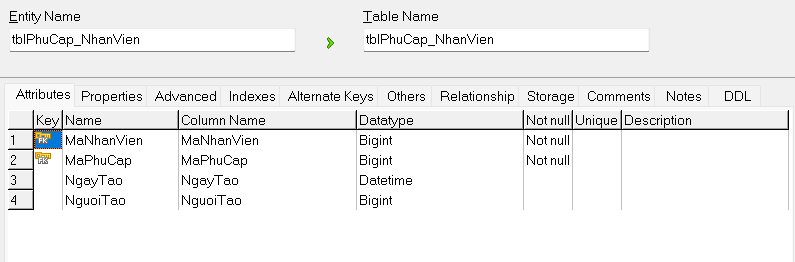 Entity Name Table Name
tblPhuCap_NhanVien tblPhuCap_NhanVien
Attributes Properties Advanced Indexes Alternate Keys Others Relationship Storage Comments Notes DDL
Key Name Column Name Datatype Not null Unique Description
1 MaNhanVien MaNhanVien Bigint Not null
2 MaPhuCap MaPhuCap Bigint Not null
3 NgayTao NgayTao Datetime
4 NguoiTao NguoiTao Bigint